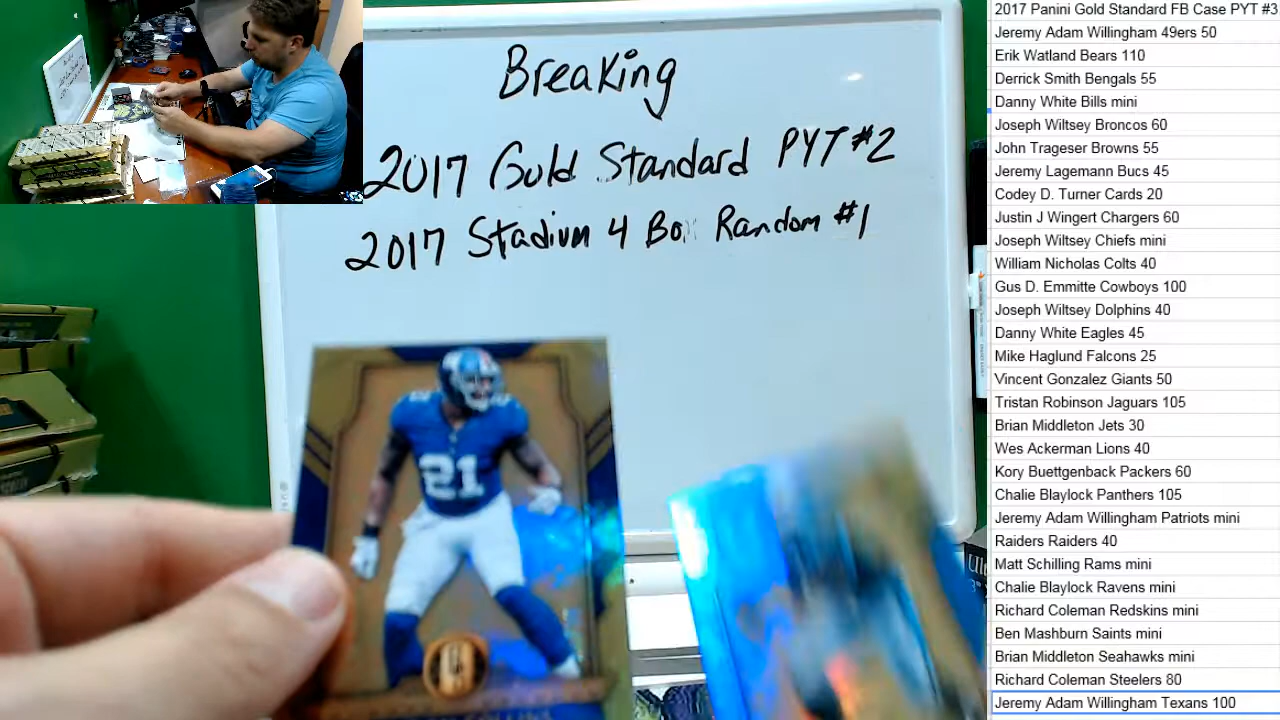 Breaking
2017 Gold Standard PYT #2
2017 Stadium 4 Box Random #1
21
2017 Panini Gold Standard FB Case PYT #3
Jeremy Adam Willingham 49ers 50
Erik Watland Bears 110
Derrick Smith Bengals 55
Danny White Bills mini
Joseph Wiltsey Broncos 60
John Trageser Browns 55
Jeremy Lagemann Bucs 45
Codey D. Turner Cards 20
Justin J Wingert Chargers 60
Joseph Wiltsey Chiefs mini
William Nicholas Colts 40
Gus D. Emmitte Cowboys 100
Joseph Wiltsey Dolphins 40
Danny White Eagles 45
Mike Haglund Falcons 25
Vincent Gonzalez Giants 50
Tristan Robinson Jaguars 105
Brian Middleton Jets 30
Wes Ackerman Lions 40
Kory Buettgenback Packers 60
Chalie Blaylock Panthers 105
Jeremy Adam Willingham Patriots mini
Raiders Raiders 40
Matt Schilling Rams mini
Chalie Blaylock Ravens mini
Richard Coleman Redskins mini
Ben Mashburn Saints mini
Brian Middleton Seahawks mini
Richard Coleman Steelers 80
Jeremy Adam Willingham Texans 100